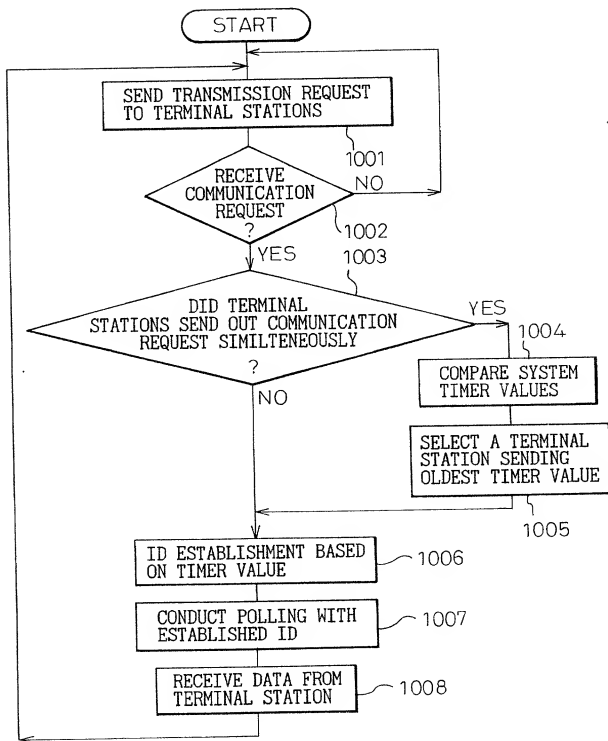 START
SEND TRANSMISSION REQUEST
TO TERMINAL STATIONS
1001
RECEIVE
COMMUNICATION
REQUEST
?
NO
1002
YES
1003
DID TERMINAL
STATIONS SEND OUT COMMUNICATION
REQUEST SIMILTENEOUSLY
?
YES
NO
1004
COMPARE SYSTEM
TIMER VALUES
SELECT A TERMINAL
STATION SENDING
OLDEST TIMER VALUE
1005
ID ESTABLISHMENT BASED
ON TIMER VALUE
1006
CONDUCT POLLING WITH
ESTABLISHED ID
1007
RECEIVE DATA FROM
TERMINAL STATION
1008